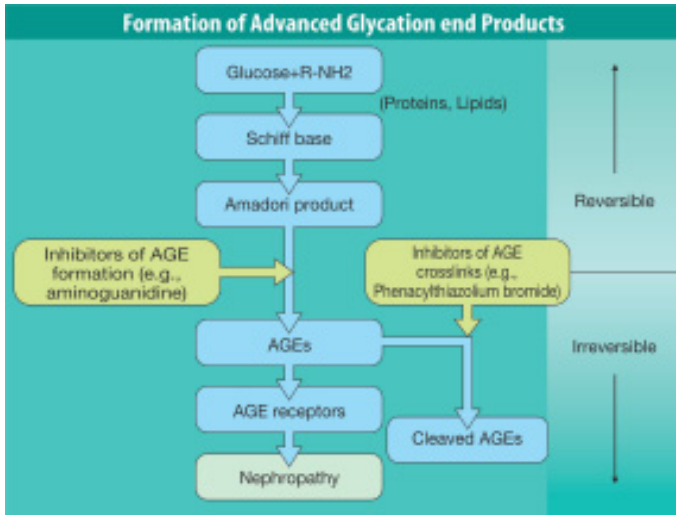 Formation of Advanced Glycation end Products
Glucose+R-NH2
(Proteins, Lipids)
Schiff base
Amadori product
Reversible
Inhibitors of AGE
formation (e.g.,
aminoguanidine)
Inhibitors of AGE
crosslinks (e.g.,
Phenacylthiazolium bromide)
AGEs
Irreversible
AGE receptors
Cleaved AGEs
Nephropathy